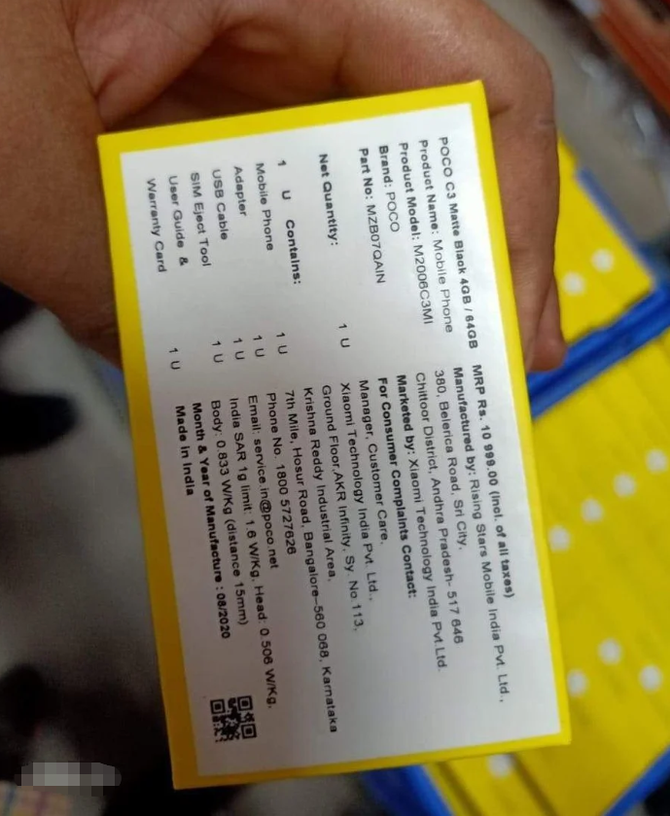 POCO C3 Matte Black 4GB / 64GB
Product Name: Mobile Phone
Product Model: M2006C3MI
Brand: POCO
Part No: MZB07QAIN
Net Quantity: 1 U
1 U Contains:
Mobile Phone 1 U
Adapter 1 U
USB Cable 1 U
SIM Eject Tool 1 U
User Guide &
Warranty Card 1 U
MRP Rs. 10 999.00 (Incl. of all taxes)
Manufactured by: Rising Stars Mobile India Pvt. Ltd.,
380, Belerica Road, Sri City,
Chittoor District, Andhra Pradesh- 517 646
Marketed by: Xiaomi Technology India Pvt.Ltd.
For Consumer Complaints Contact:
Manager, Customer Care,
Xiaomi Technology India Pvt. Ltd.,
Ground Floor,AKR Infinity, Sy. No.113,
Krishna Reddy Industrial Area,
7th Mile, Hosur Road, Bangalore–560 068, Karnataka
Phone No. 1800 5727626
Email: service.in@poco.net
India SAR 1g limit: 1.6 W/Kg, Head: 0.506 W/Kg,
Body: 0.833 W/Kg (distance 15mm)
Month & Year of Manufacture : 08/2020
Made in India